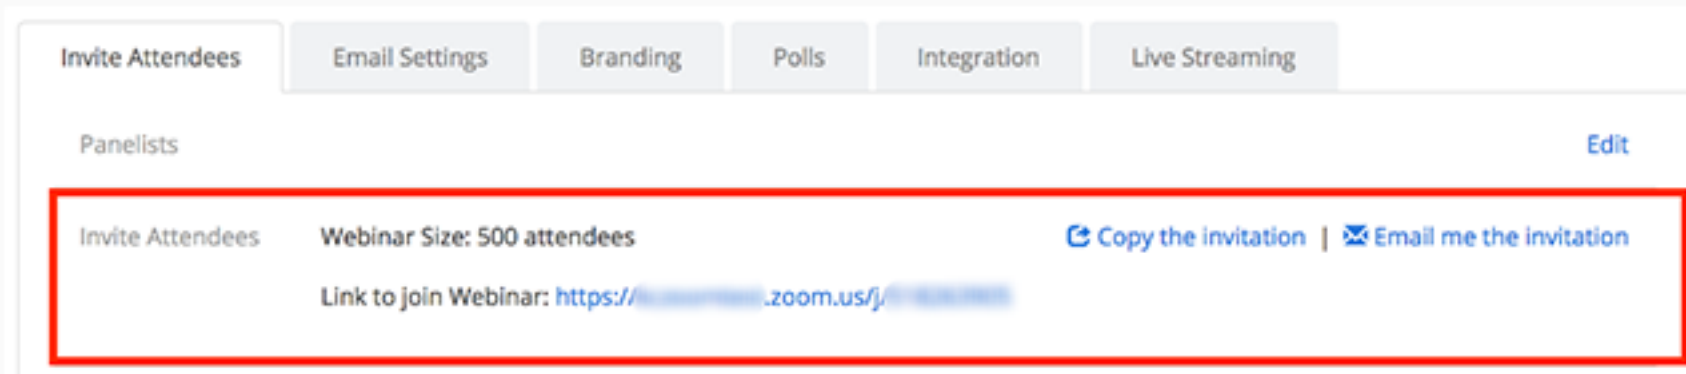 Invite Attendees Email Settings Branding Polls Integration Live Streaming
Panelists Edit
Invite Attendees Webinar Size: 500 attendees Copy the invitation | Email me the invitation
Link to join Webinar: https:// .zoom.us/j/